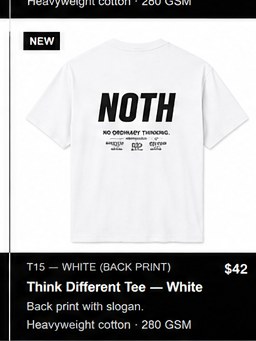 Heavyweight cotton · 280 GSM
NEW
NOTH
NO ORDINARY THINKING.
T15 — WHITE (BACK PRINT)
$42
Think Different Tee — White
Back print with slogan.
Heavyweight cotton · 280 GSM